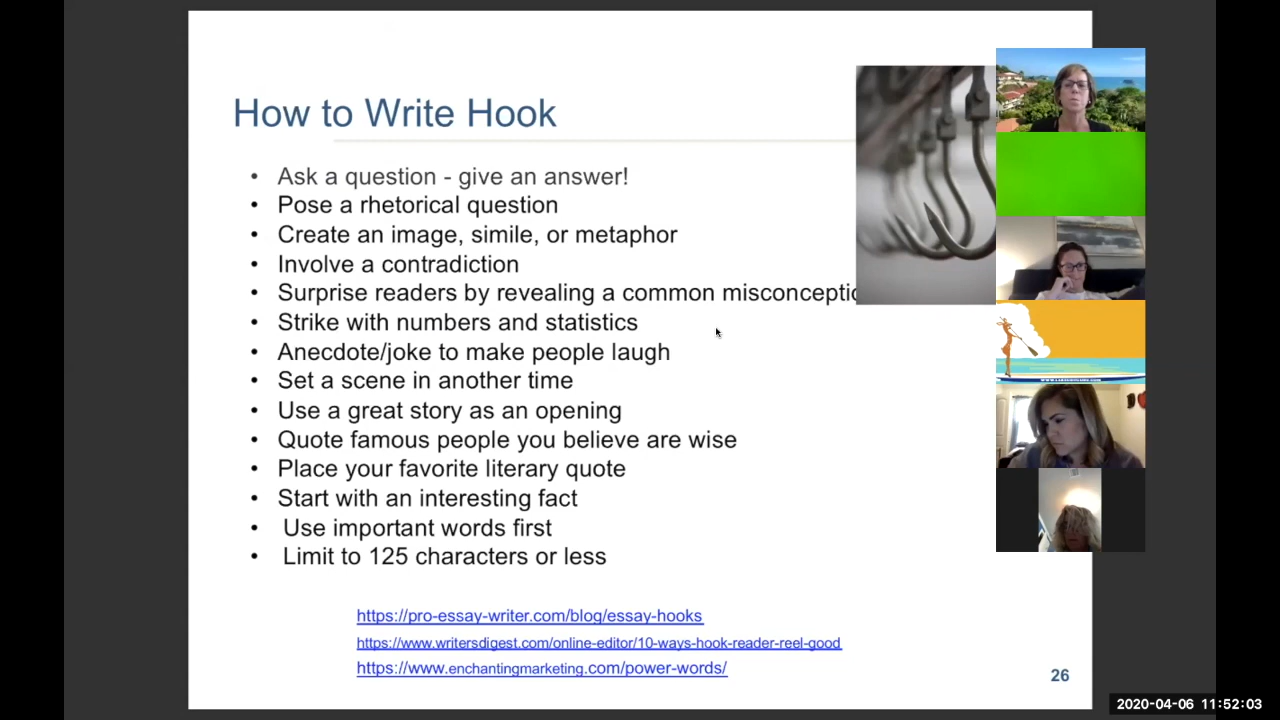 How to Write Hook
• Ask a question - give an answer!
• Pose a rhetorical question
• Create an image, simile, or metaphor
• Involve a contradiction
• Surprise readers by revealing a common misconceptio
• Strike with numbers and statistics
• Anecdote/joke to make people laugh
• Set a scene in another time
• Use a great story as an opening
• Quote famous people you believe are wise
• Place your favorite literary quote
• Start with an interesting fact
• Use important words first
• Limit to 125 characters or less
https://pro-essay-writer.com/blog/essay-hooks
https://www.writersdigest.com/online-editor/10-ways-hook-reader-reel-good
https://www.enchantingmarketing.com/power-words/
26
2020-04-06 11:52:03